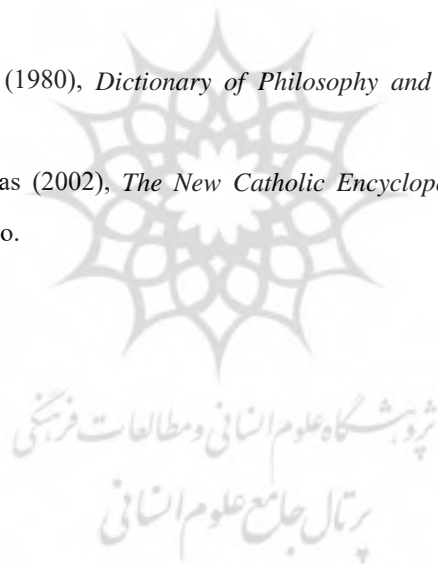 (1980), Dictionary of Philosophy and
as (2002), The New Catholic Encyclope
o.
پژوهشگاه علوم انسانی و مطالعات فرهنگی
پرتال جامع علوم انسانی